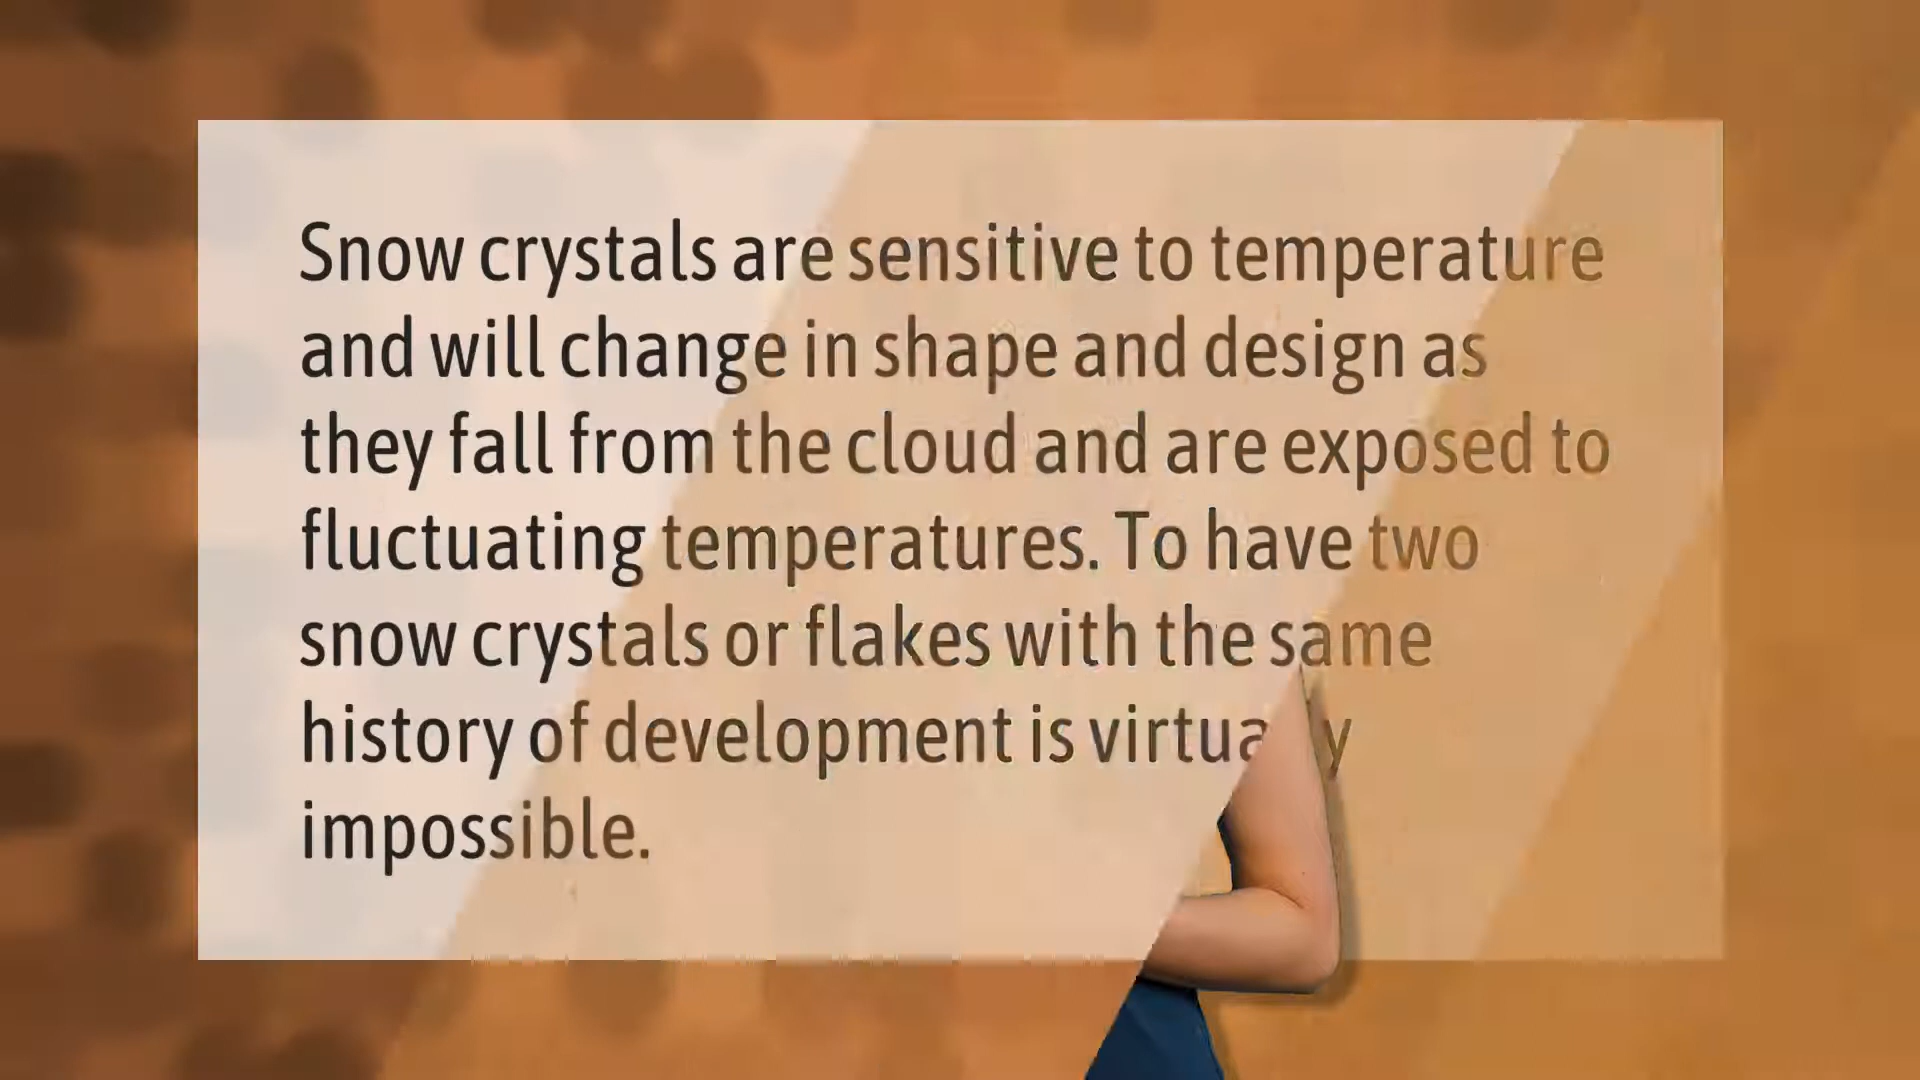 Snow crystals are sensitive to temperature
and will change in shape and design as
they fall from the cloud and are exposed to
fluctuating temperatures. To have two
snow crystals or flakes with the same
history of development is virtually
impossible.